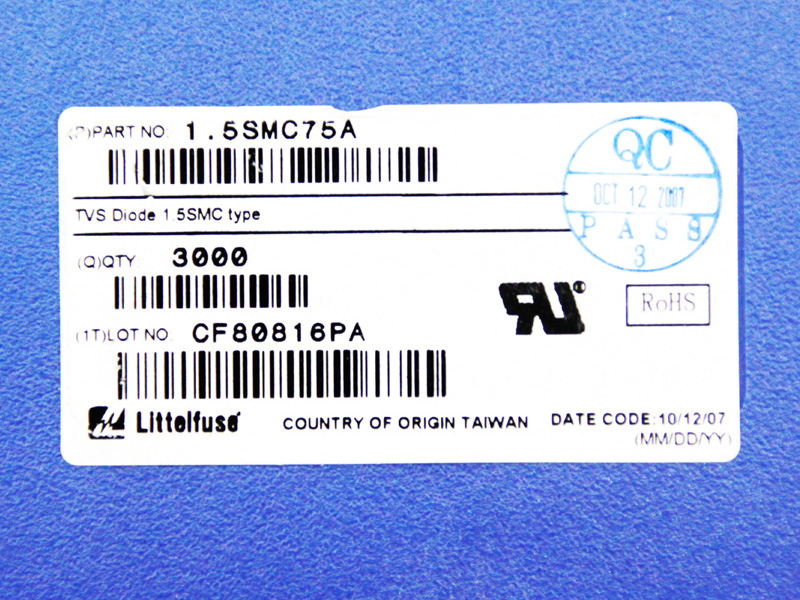 (P)PART NO: 1.5SMC75A
TVS Diode 1.5SMC type
(Q)QTY 3000
(1T)LOT NO: CF80816PA
Littelfuse®
COUNTRY OF ORIGIN TAIWAN
DATE CODE:10/12/07
(MM/DD/YY)
QC
OCT 12 2007
PASS
3
RU®
RoHS